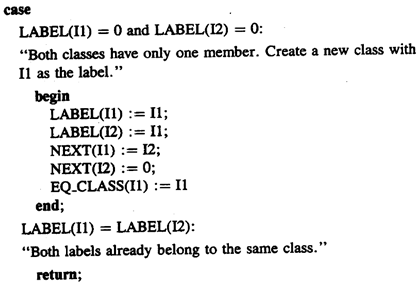 case
LABEL(I1) = 0 and LABEL(I2) = 0:
“Both classes have only one member. Create a new class with
I1 as the label.”
begin
LABEL(I1) := I1;
LABEL(I2) := I1;
NEXT(I1) := I2;
NEXT(I2) := 0;
EQ_CLASS(I1) := I1
end;
LABEL(I1) = LABEL(I2):
“Both labels already belong to the same class.”
return;